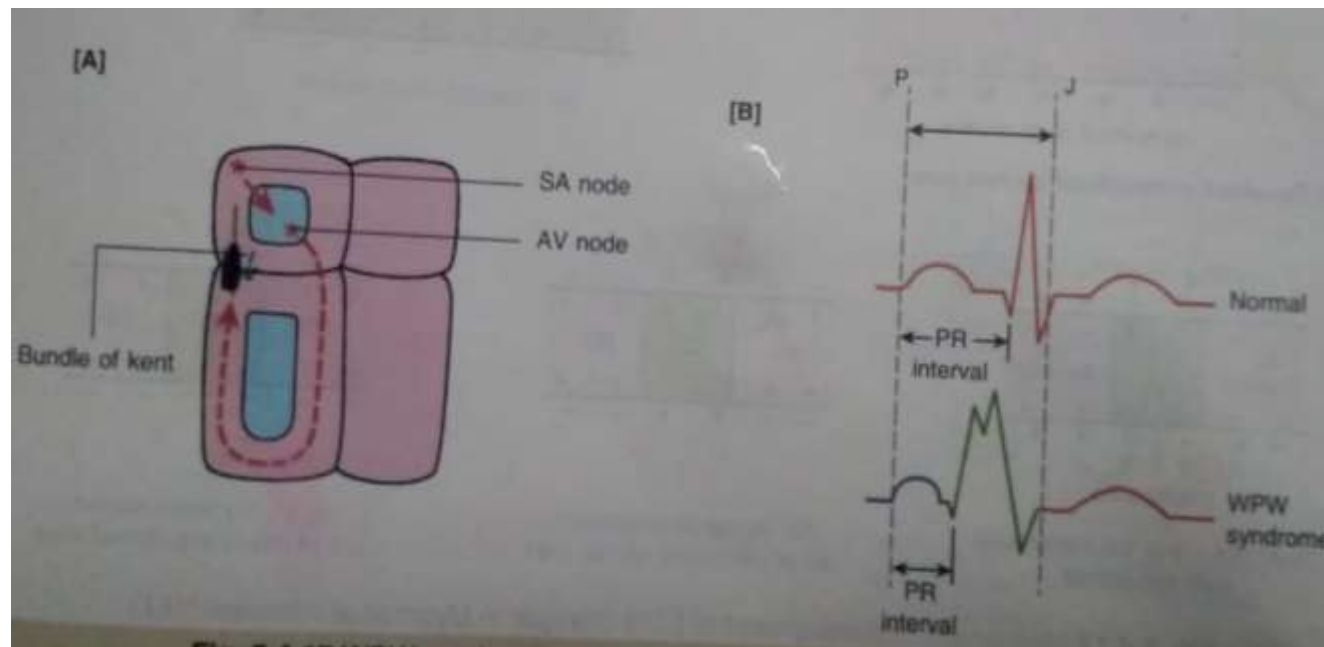 [A]
SA node
AV node
Bundle of kent
[B]
P J
Normal
PR
interval
WPW
syndrome
PR
interval